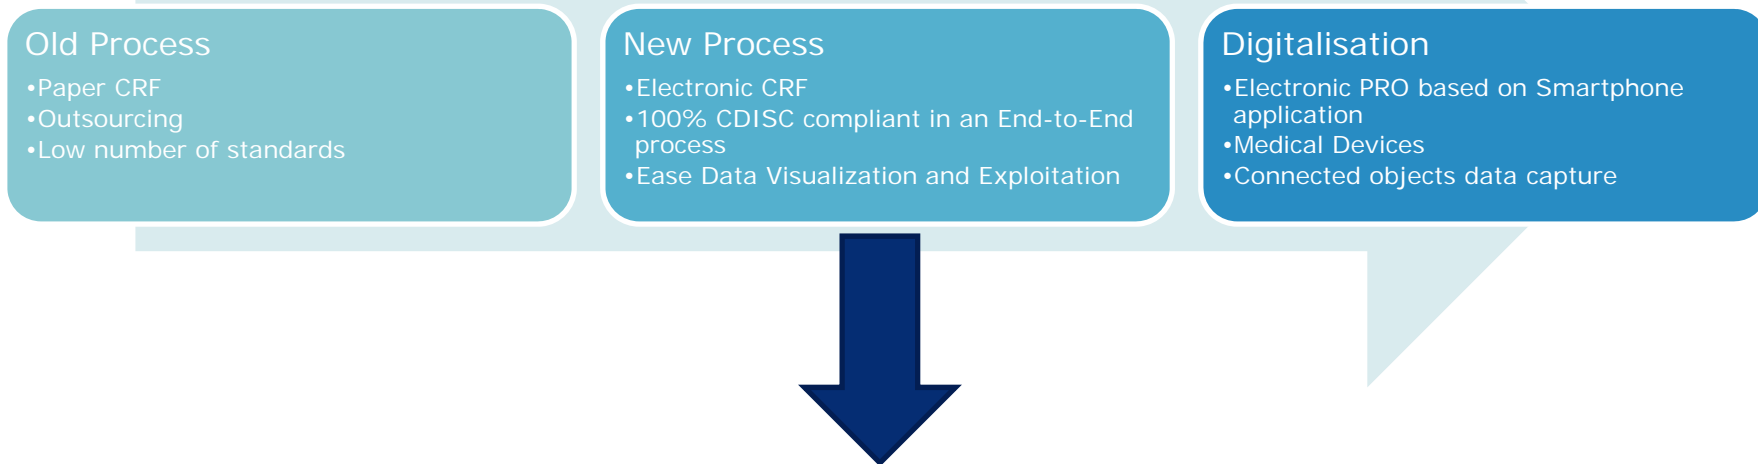 Old Process
•Paper CRF
•Outsourcing
•Low number of standards
New Process
•Electronic CRF
•100% CDISC compliant in an End-to-End
process
•Ease Data Visualization and Exploitation
Digitalisation
•Electronic PRO based on Smartphone
application
•Medical Devices
•Connected objects data capture